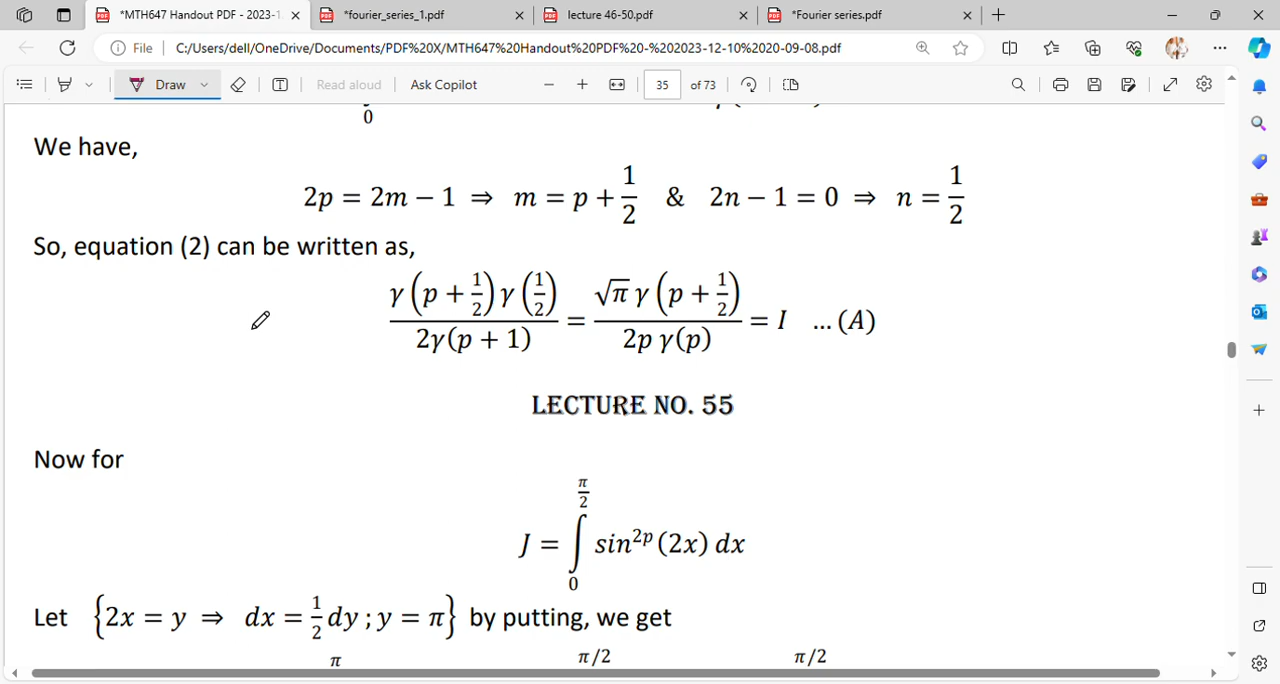 *MTH647 Handout PDF - 2023-1
*fourier_series_1.pdf
lecture 46-50.pdf
*Fourier series.pdf
File
C:/Users/dell/OneDrive/Documents/PDF%20X/MTH647%20Handout%20PDF%20-%202023-12-10%2020-09-08.pdf
Draw
Read aloud
Ask Copilot
35 of 73
0
We have,
2p = 2m − 1 ⇒ m = p + 1/2 & 2n − 1 = 0 ⇒ n = 1/2
So, equation (2) can be written as,
γ(p + 1/2)γ(1/2) / 2γ(p + 1) = √π γ(p + 1/2) / 2p γ(p) = I ... (A)
LECTURE NO. 55
Now for
J = ∫₀^(π/2) sin²ᵖ (2x) dx
Let {2x = y ⇒ dx = 1/2 dy ; y = π} by putting, we get
π π/2 π/2